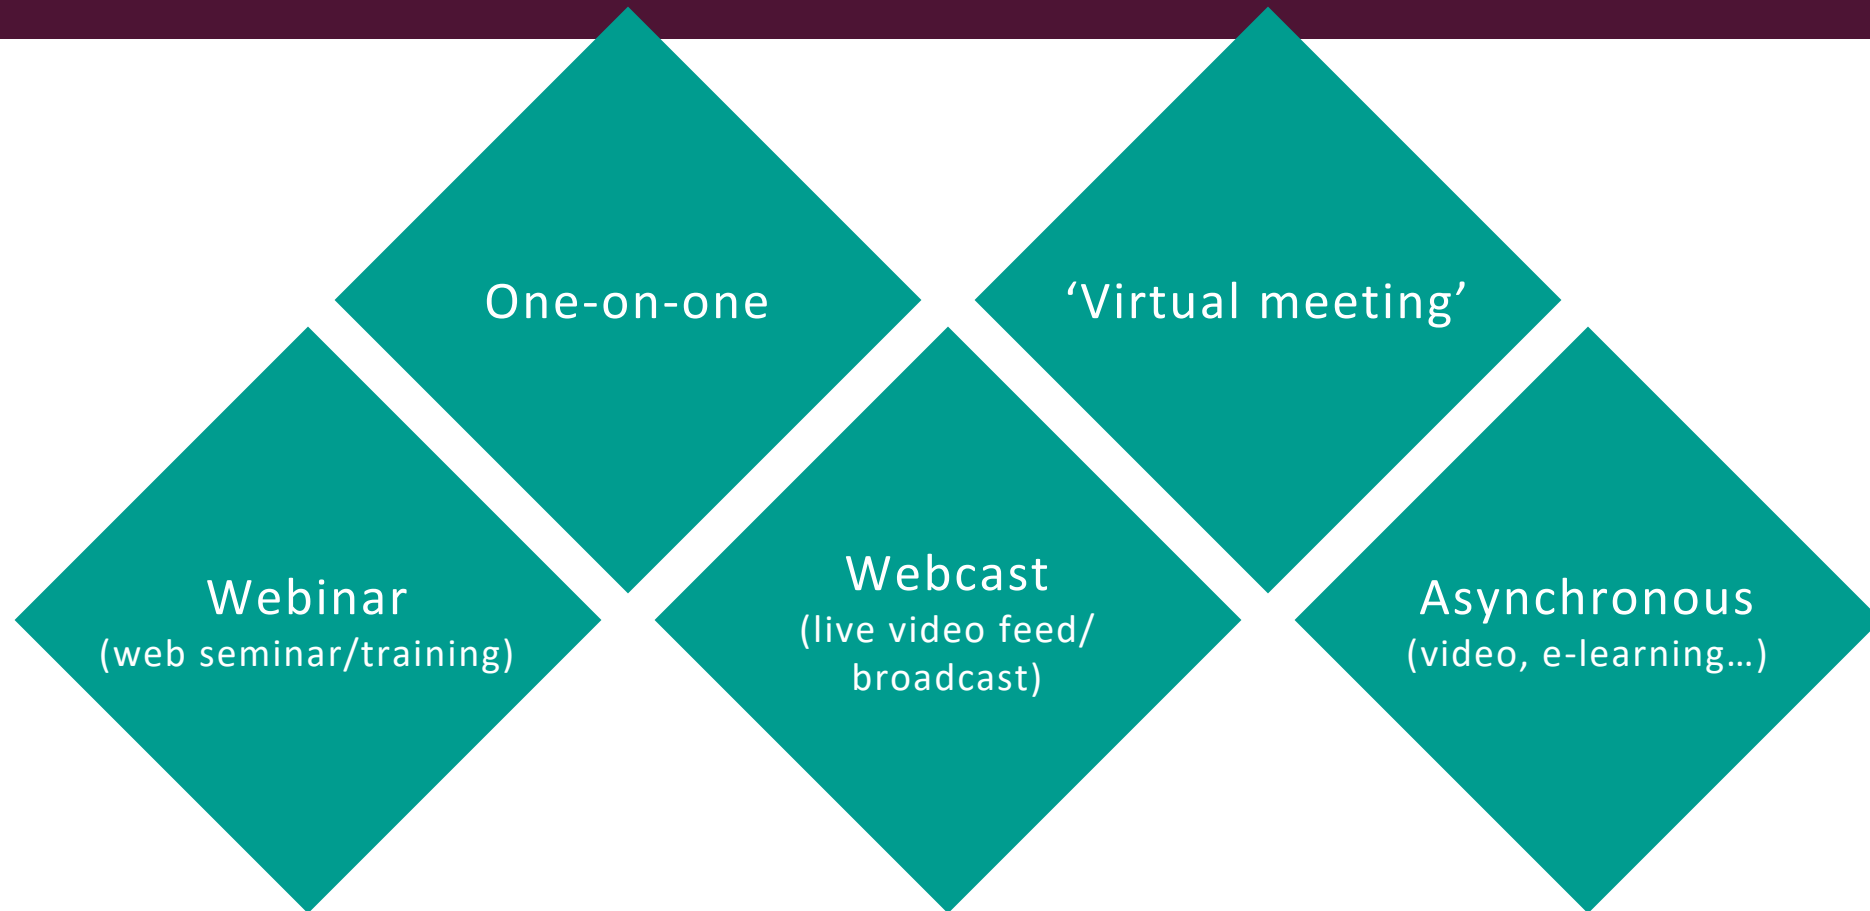 One-on-one
‘Virtual meeting’
Webinar
(web seminar/training)
Webcast
(live video feed/
broadcast)
Asynchronous
(video, e-learning…)